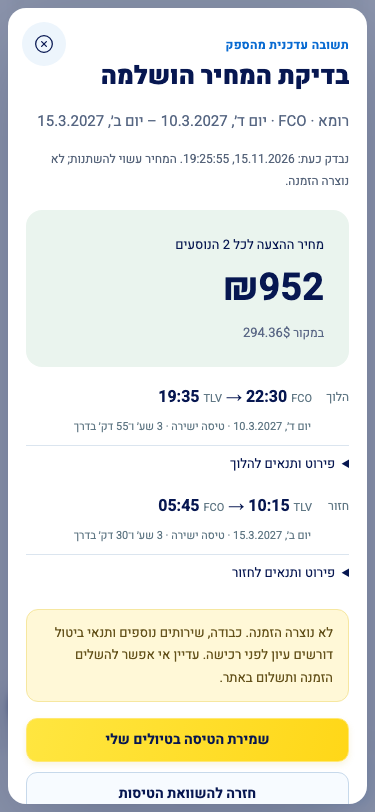 תשובה עדכנית מהספק
בדיקת המחיר הושלמה
רומא · FCO · יום ד׳, 10.3.2027 – יום ב׳, 15.3.2027
נבדק כעת: 15.11.2026, 19:25:55. המחיר עשוי להשתנות; לא
נוצרה הזמנה.
מחיר ההצעה לכל 2 הנוסעים
₪952
במקור 294.36$
הלוך
19:35 TLV → 22:30 FCO
יום ד׳, 10.3.2027 · טיסה ישירה · 3 שע׳ ו־55 דק׳ בדרך
פירוט ותנאים להלוך
חזור
05:45 FCO → 10:15 TLV
יום ב׳, 15.3.2027 · טיסה ישירה · 3 שע׳ ו־30 דק׳ בדרך
פירוט ותנאים לחזור
לא נוצרה הזמנה. כבודה, שירותים נוספים ותנאי ביטול
דורשים עיון לפני רכישה. עדיין אי אפשר להשלים
הזמנה ותשלום באתר.
שמירת הטיסה בטיולים שלי
חזרה להשוואת הטיסות